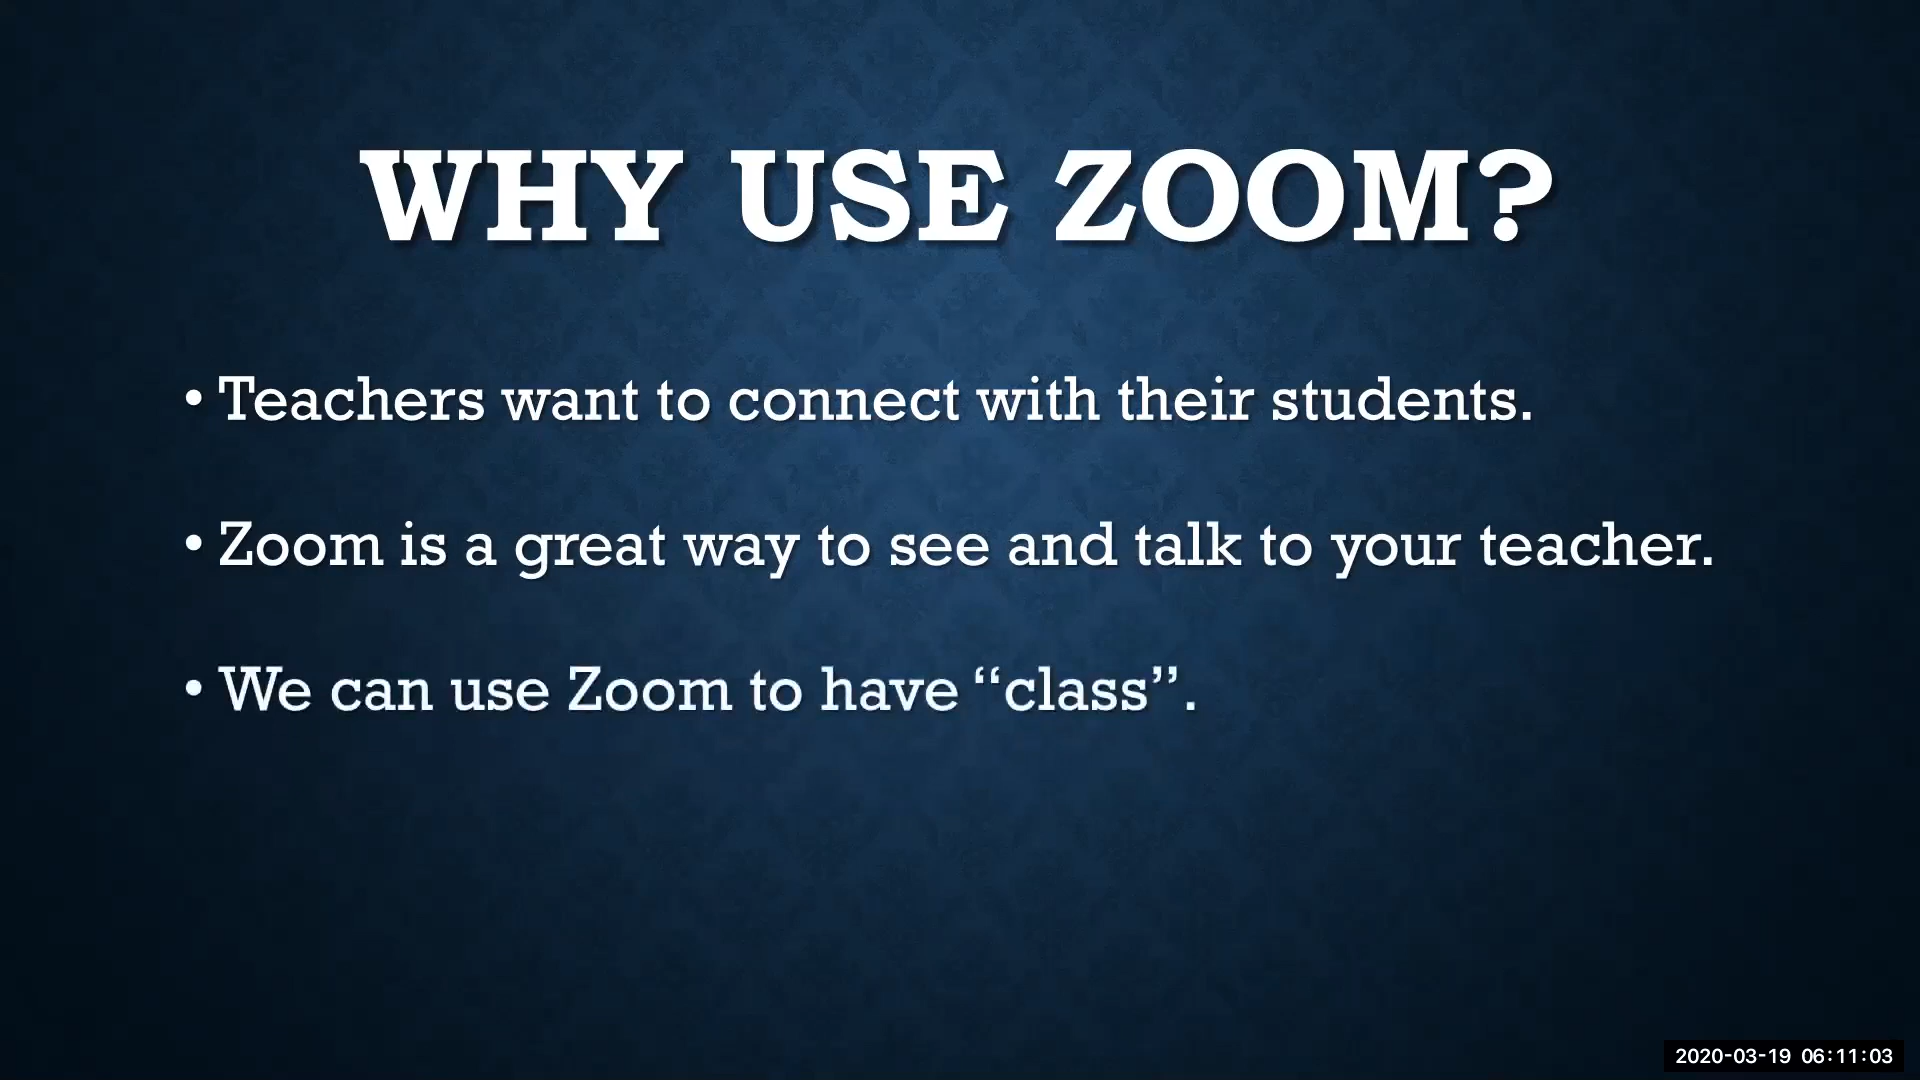 WHY USE ZOOM?
• Teachers want to connect with their students.
• Zoom is a great way to see and talk to your teacher.
• We can use Zoom to have “class”.
2020-03-19 06:11:03